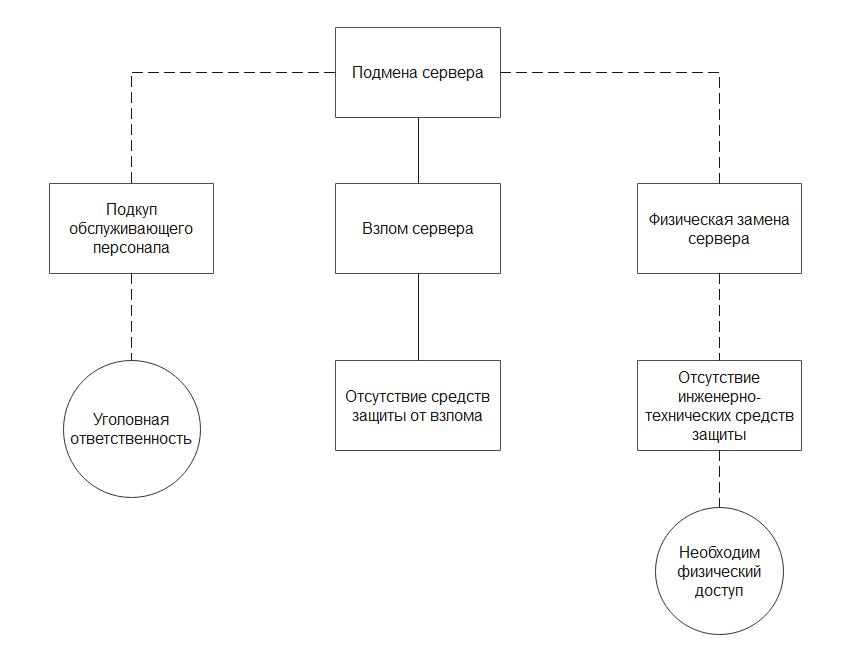 Подмена сервера
Подкуп
обслуживающего
персонала
Взлом сервера
Физическая замена
сервера
Уголовная
ответственность
Отсутствие средств
защиты от взлома
Отсутствие
инженерно-
технических средств
защиты
Необходим
физический
доступ